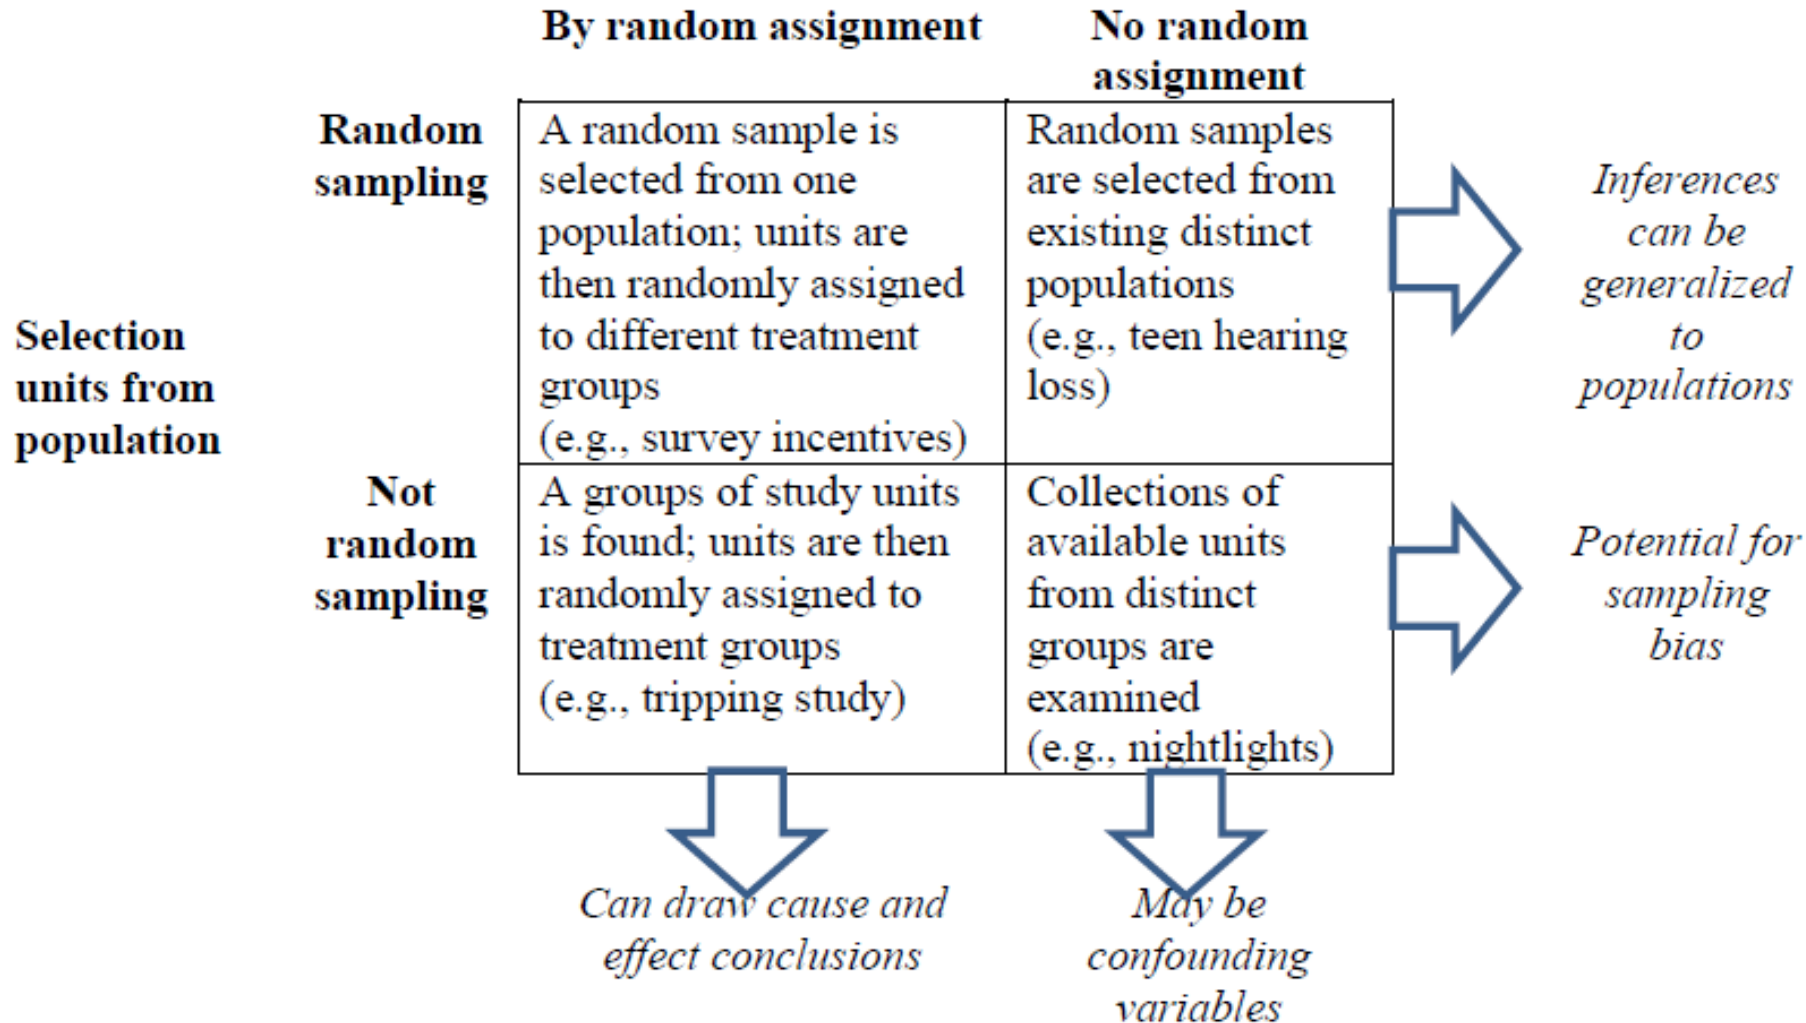 By random assignment
No random
assignment
Selection
units from
population
Random
sampling
A random sample is
selected from one
population; units are
then randomly assigned
to different treatment
groups
(e.g., survey incentives)
Random samples
are selected from
existing distinct
populations
(e.g., teen hearing
loss)
Inferences
can be
generalized
to
populations
Not
random
sampling
A groups of study units
is found; units are then
randomly assigned to
treatment groups
(e.g., tripping study)
Collections of
available units
from distinct
groups are
examined
(e.g., nightlights)
Potential for
sampling
bias
Can draw cause and
effect conclusions
May be
confounding
variables